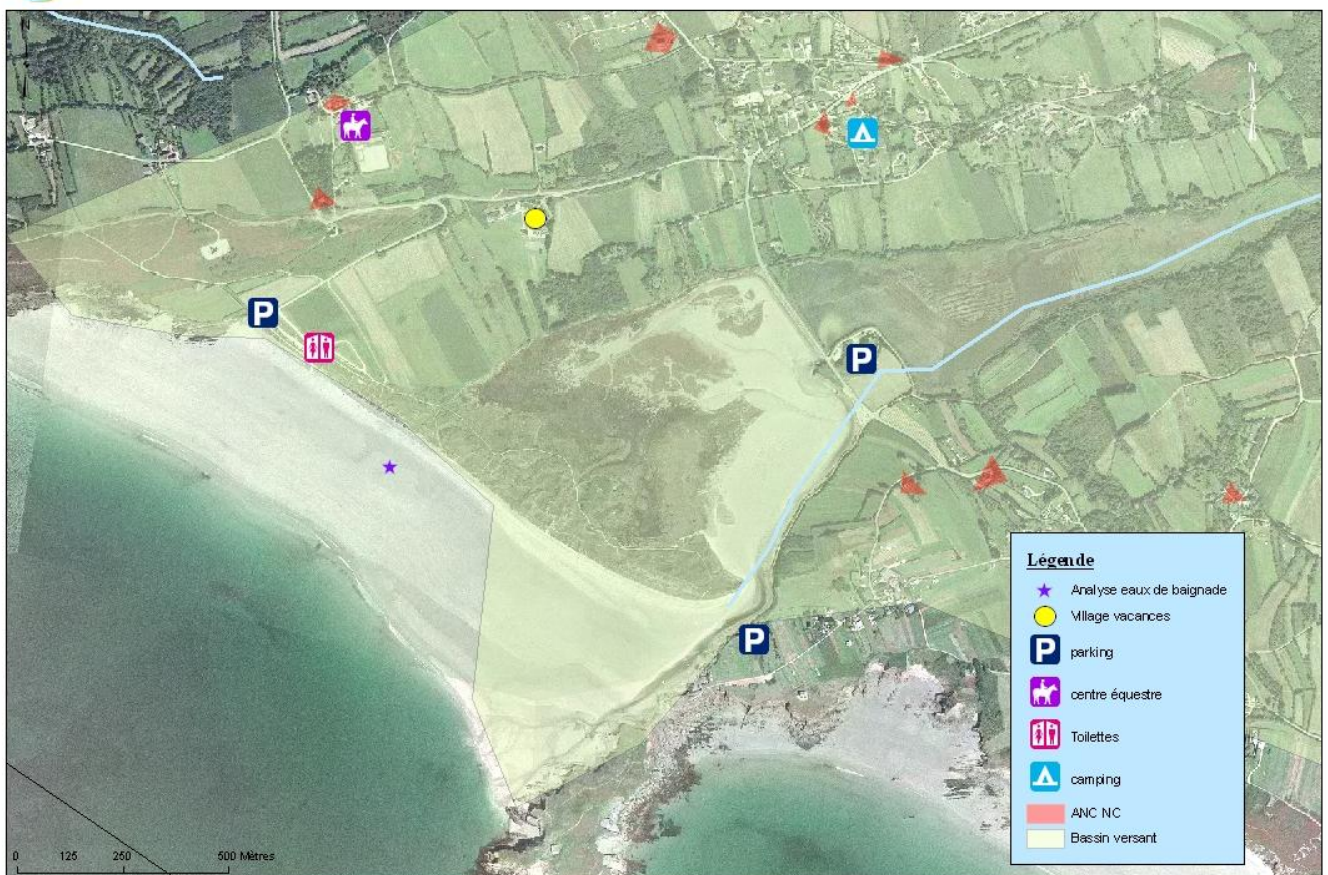 N
P
P
P
Légende
Analyse eaux de baignade
Village vacances
P parking
centre équestre
Toilettes
camping
ANC NC
Bassin versant
0 125 250 500 Mètres